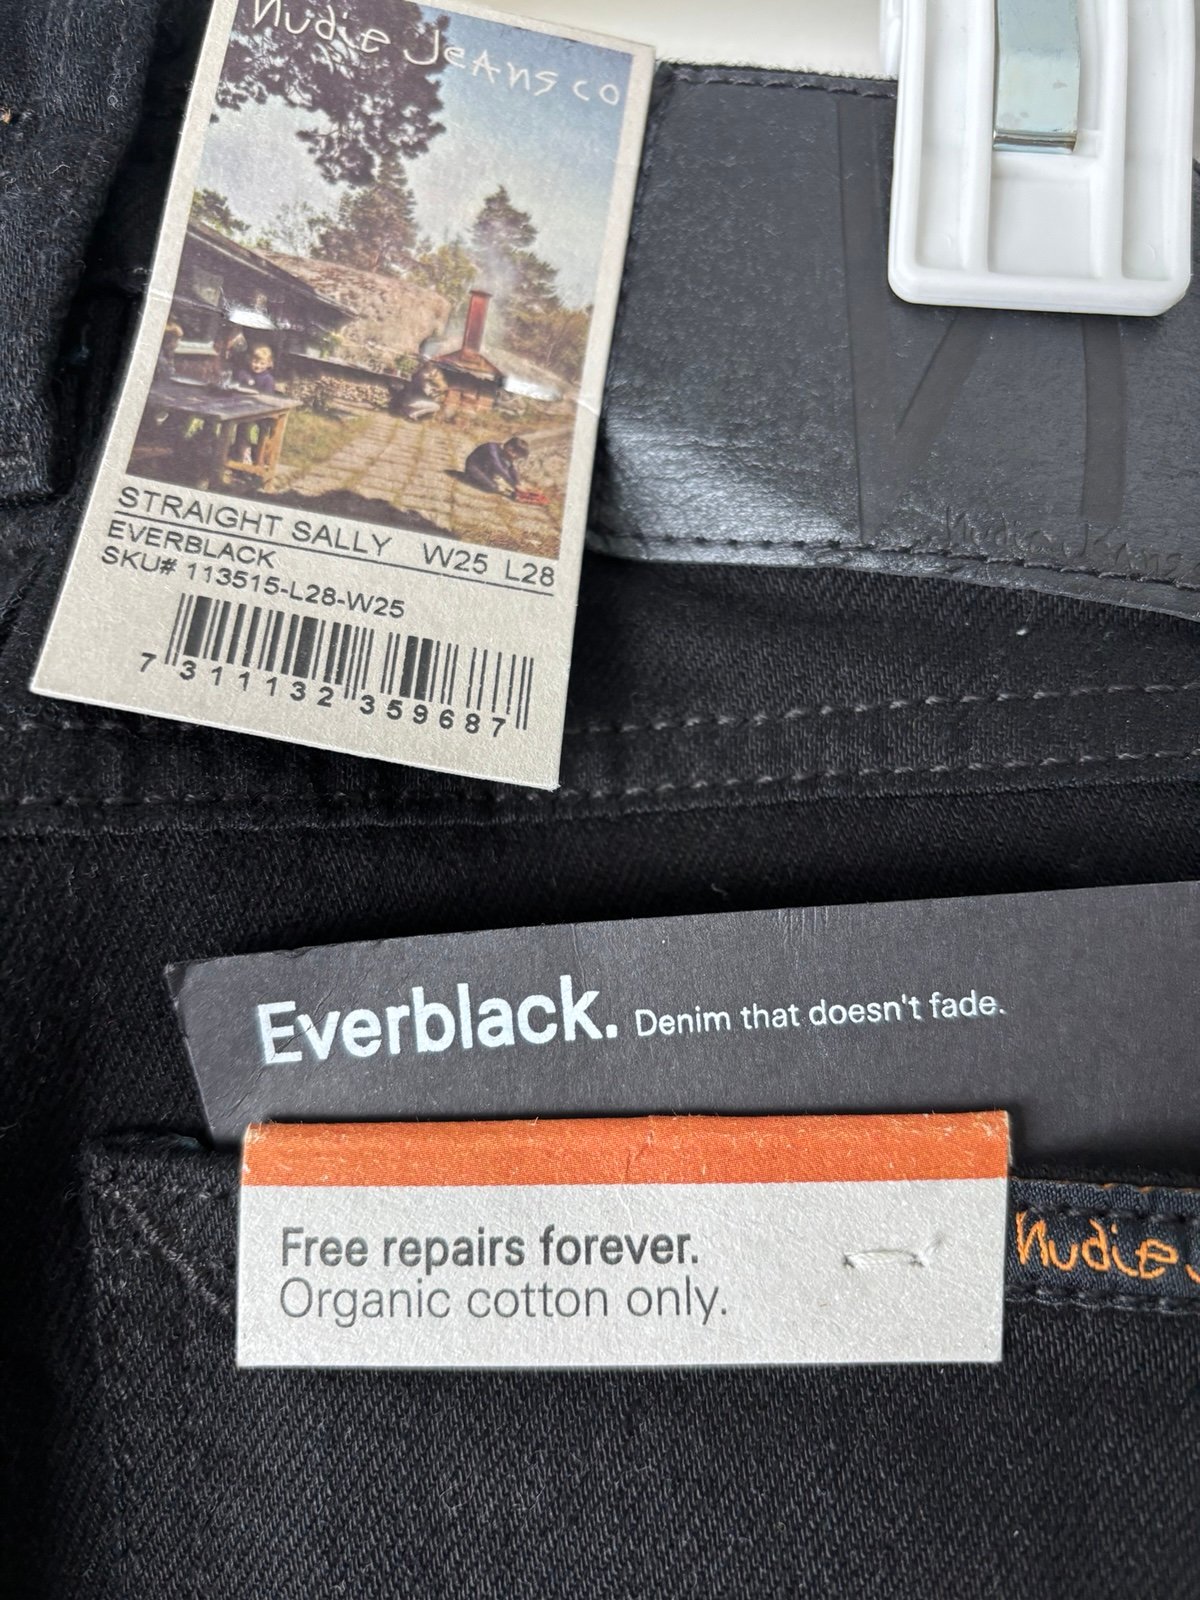 Nudie Jeans co
STRAIGHT SALLY W25 L28
EVERBLACK
SKU# 113515-L28-W25
7 311132 359687
Nudie Jeans
Everblack. Denim that doesn't fade.
Free repairs forever.
Organic cotton only.
Nudie